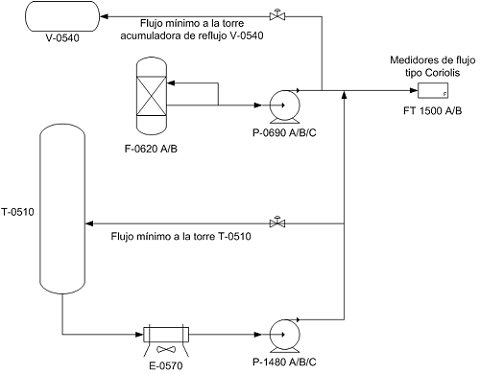 Flujo mínimo a la torre
acumuladora de reflujo V-0540
V-0540
Medidores de flujo
tipo Coriolis
F
FT 1500 A/B
P-0690 A/B/C
F-0620 A/B
T-0510
Flujo mínimo a la torre T-0510
E-0570
P-1480 A/B/C